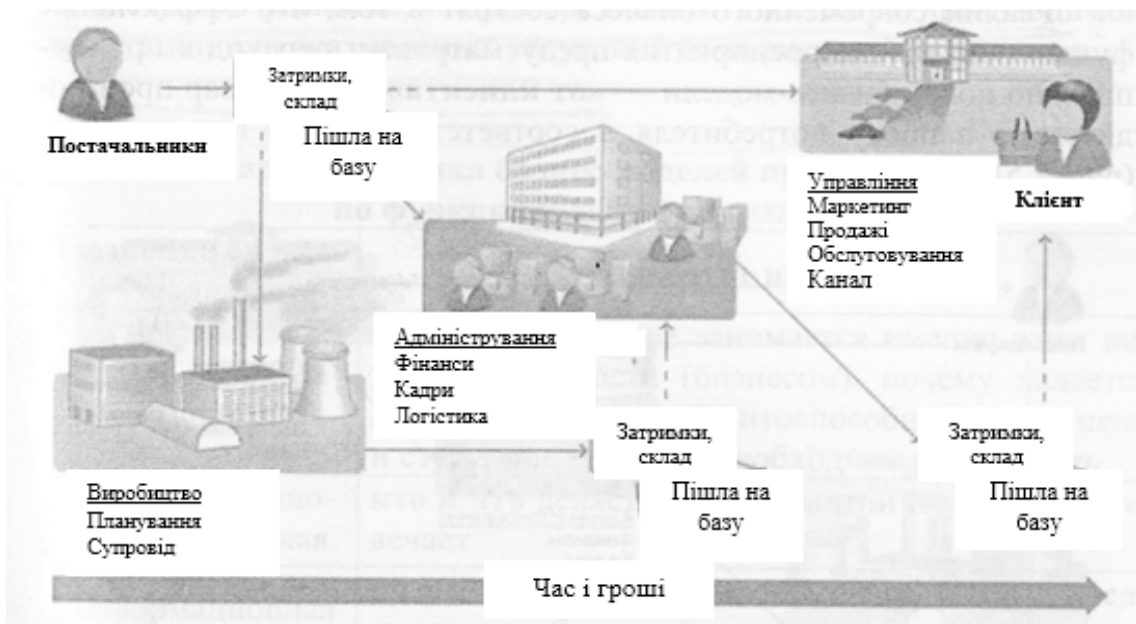 Затримки,
склад
Пішла на
базу
Постачальники
Управління
Маркетинг
Продажі
Обслуговування
Канал
Клієнт
Адміністрування
Фінанси
Кадри
Логістика
Затримки,
склад
Пішла на
базу
Затримки,
склад
Пішла на
базу
Виробництво
Планування
Супровід
Час і гроші